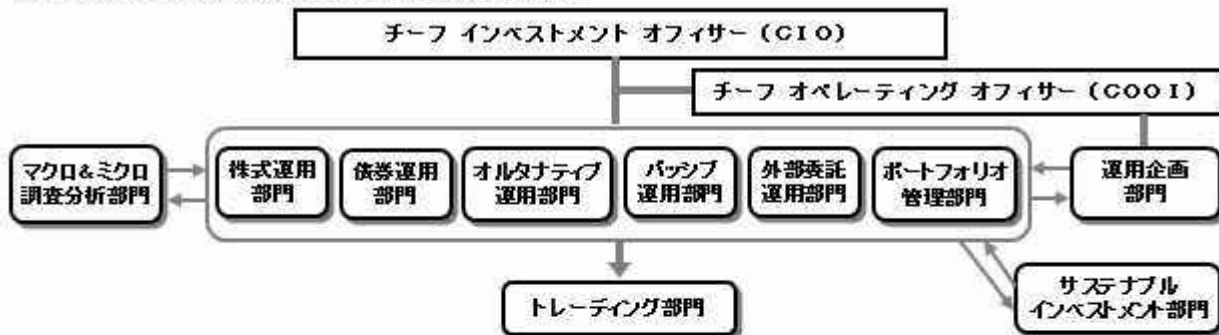 チーフ インベストメント オフィサー（CIO）
チーフ オペレーティング オフィサー（COOI）
マクロ&ミクロ
調査分析部門
株式運用
部門
債券運用
部門
オルタナティブ
運用部門
パッシブ
運用部門
外部委託
運用部門
ポートフォリオ
管理部門
運用企画
部門
トレーディング部門
サステナブル
インベストメント部門